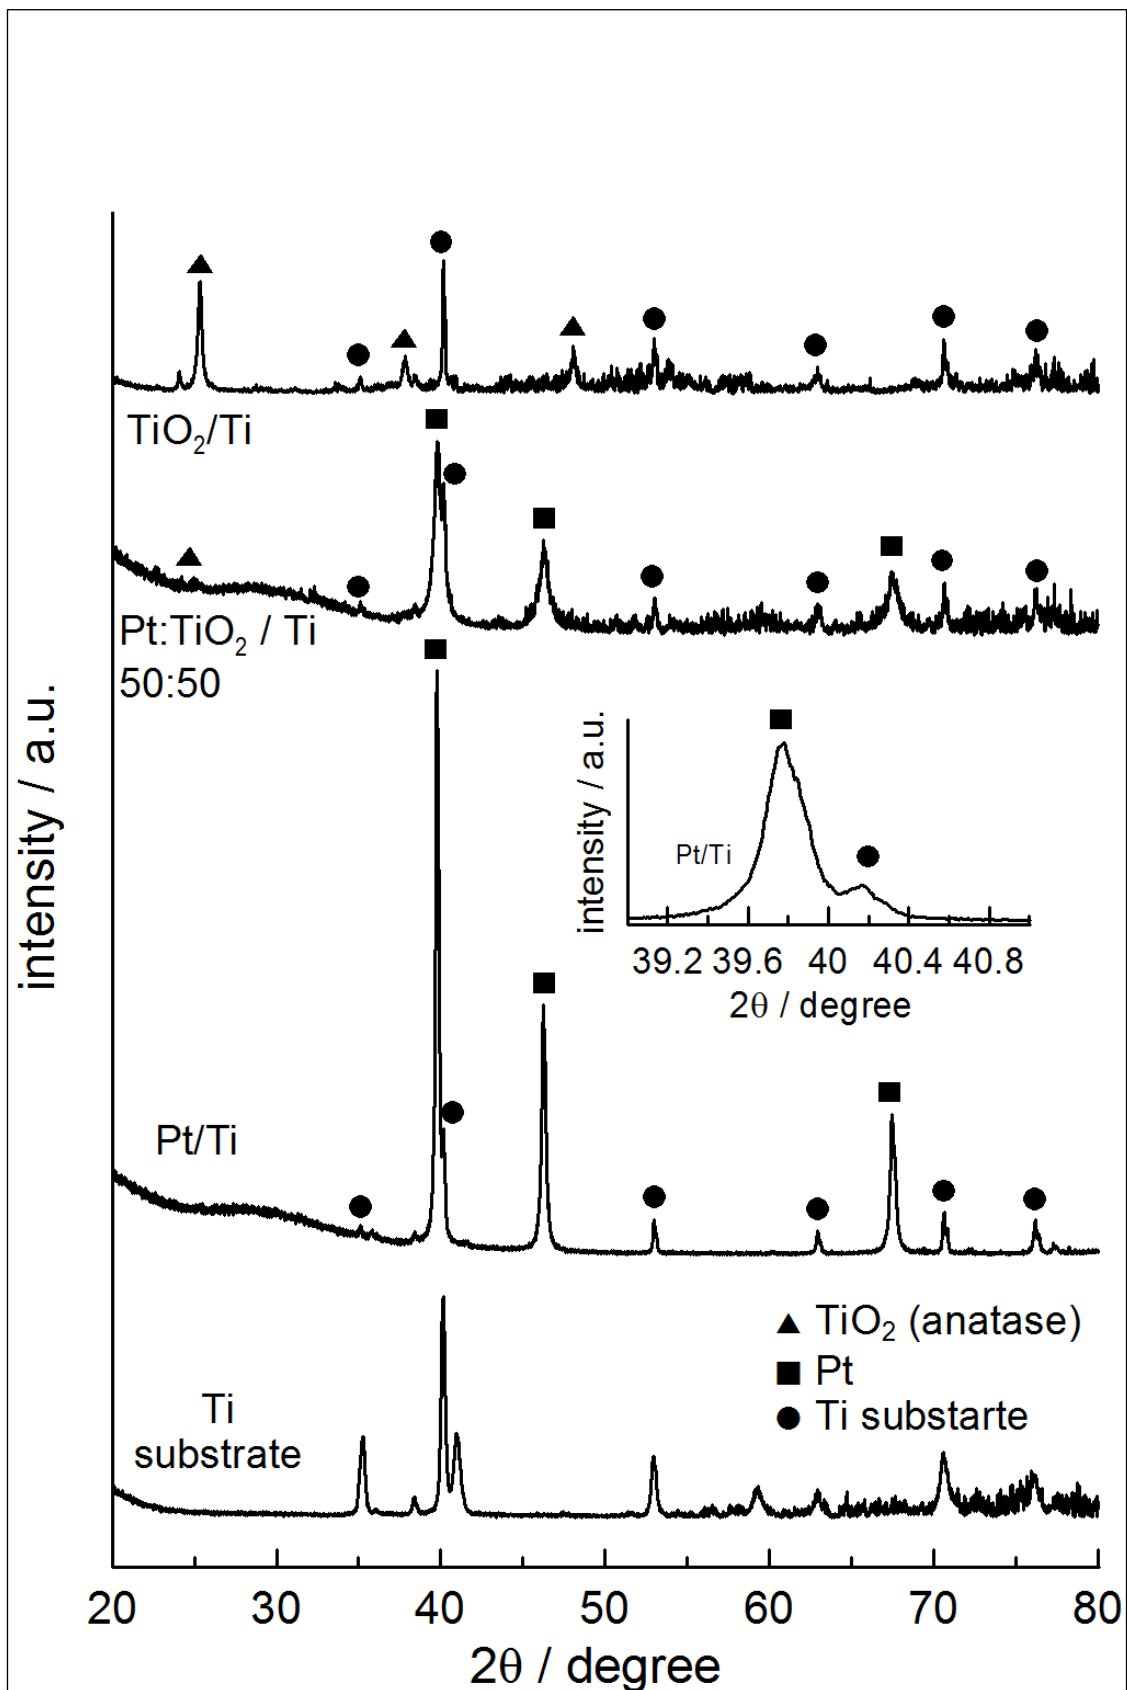 TiO₂/Ti
Pt:TiO₂ / Ti
50:50
intensity / a.u.
intensity / a.u.
Pt/Ti
39.2 39.6 40 40.4 40.8
2θ / degree
Pt/Ti
TiO₂ (anatase)
Pt
Ti substarte
Ti
substrate
20 30 40 50 60 70 80
2θ / degree